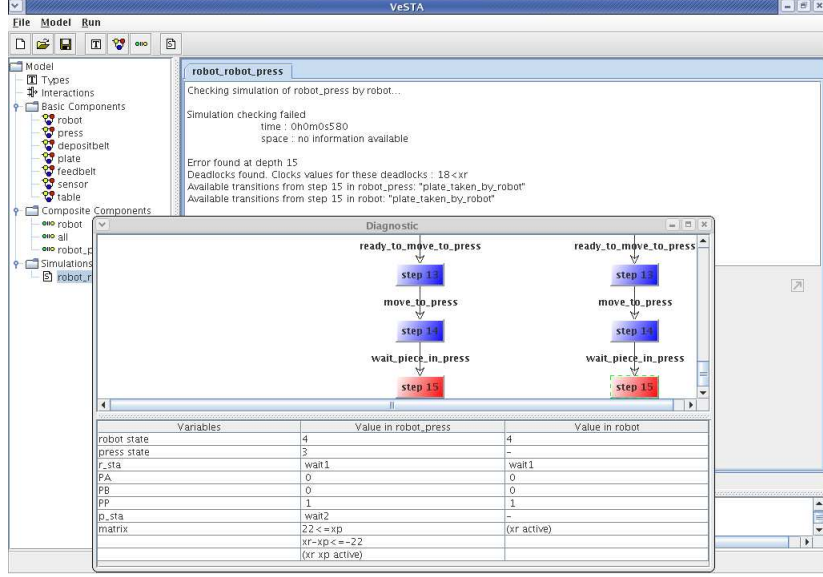 VeSTA
File Model Run
Model
Types
Interactions
Basic Components
robot
press
depositbelt
plate
feedbelt
sensor
table
Composite Components
robot
all
robot_p
Simulations
robot_r
robot_robot_press
Checking simulation of robot_press by robot...
Simulation checking failed
time : 0h0m0s580
space : no information available
Error found at depth 15
Deadlocks found. Clocks values for these deadlocks : 18<xr
Available transitions from step 15 in robot_press: "plate_taken_by_robot"
Available transitions from step 15 in robot: "plate_taken_by_robot"
Diagnostic
ready_to_move_to_press ready_to_move_to_press
step 13 step 13
move_to_press move_to_press
step 14 step 14
wait_piece_in_press wait_piece_in_press
step 15 step 15
Variables Value in robot_press Value in robot
robot state 4 4
press state 3 -
r_sta wait1 wait1
PA 0 0
PB 0 0
PP 1 1
p_sta wait2 -
matrix 22<=xp (xr active)
xr-xp<=-22
(xr xp active)